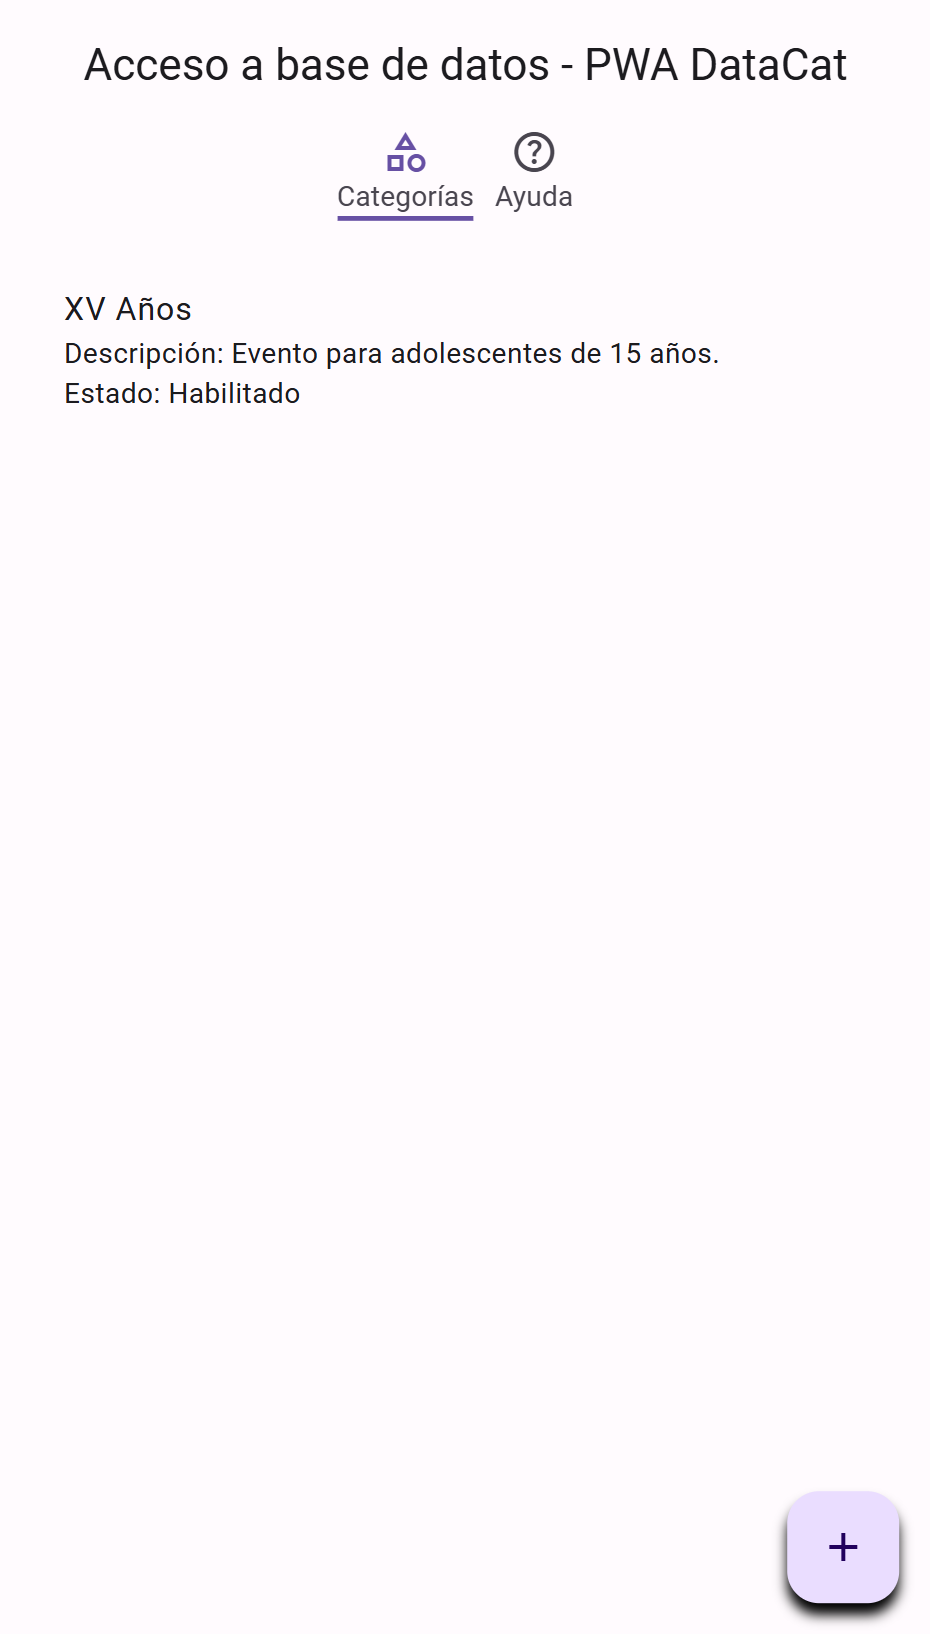 Acceso a base de datos - PWA DataCat
Categorías Ayuda
XV Años
Descripción: Evento para adolescentes de 15 años.
Estado: Habilitado